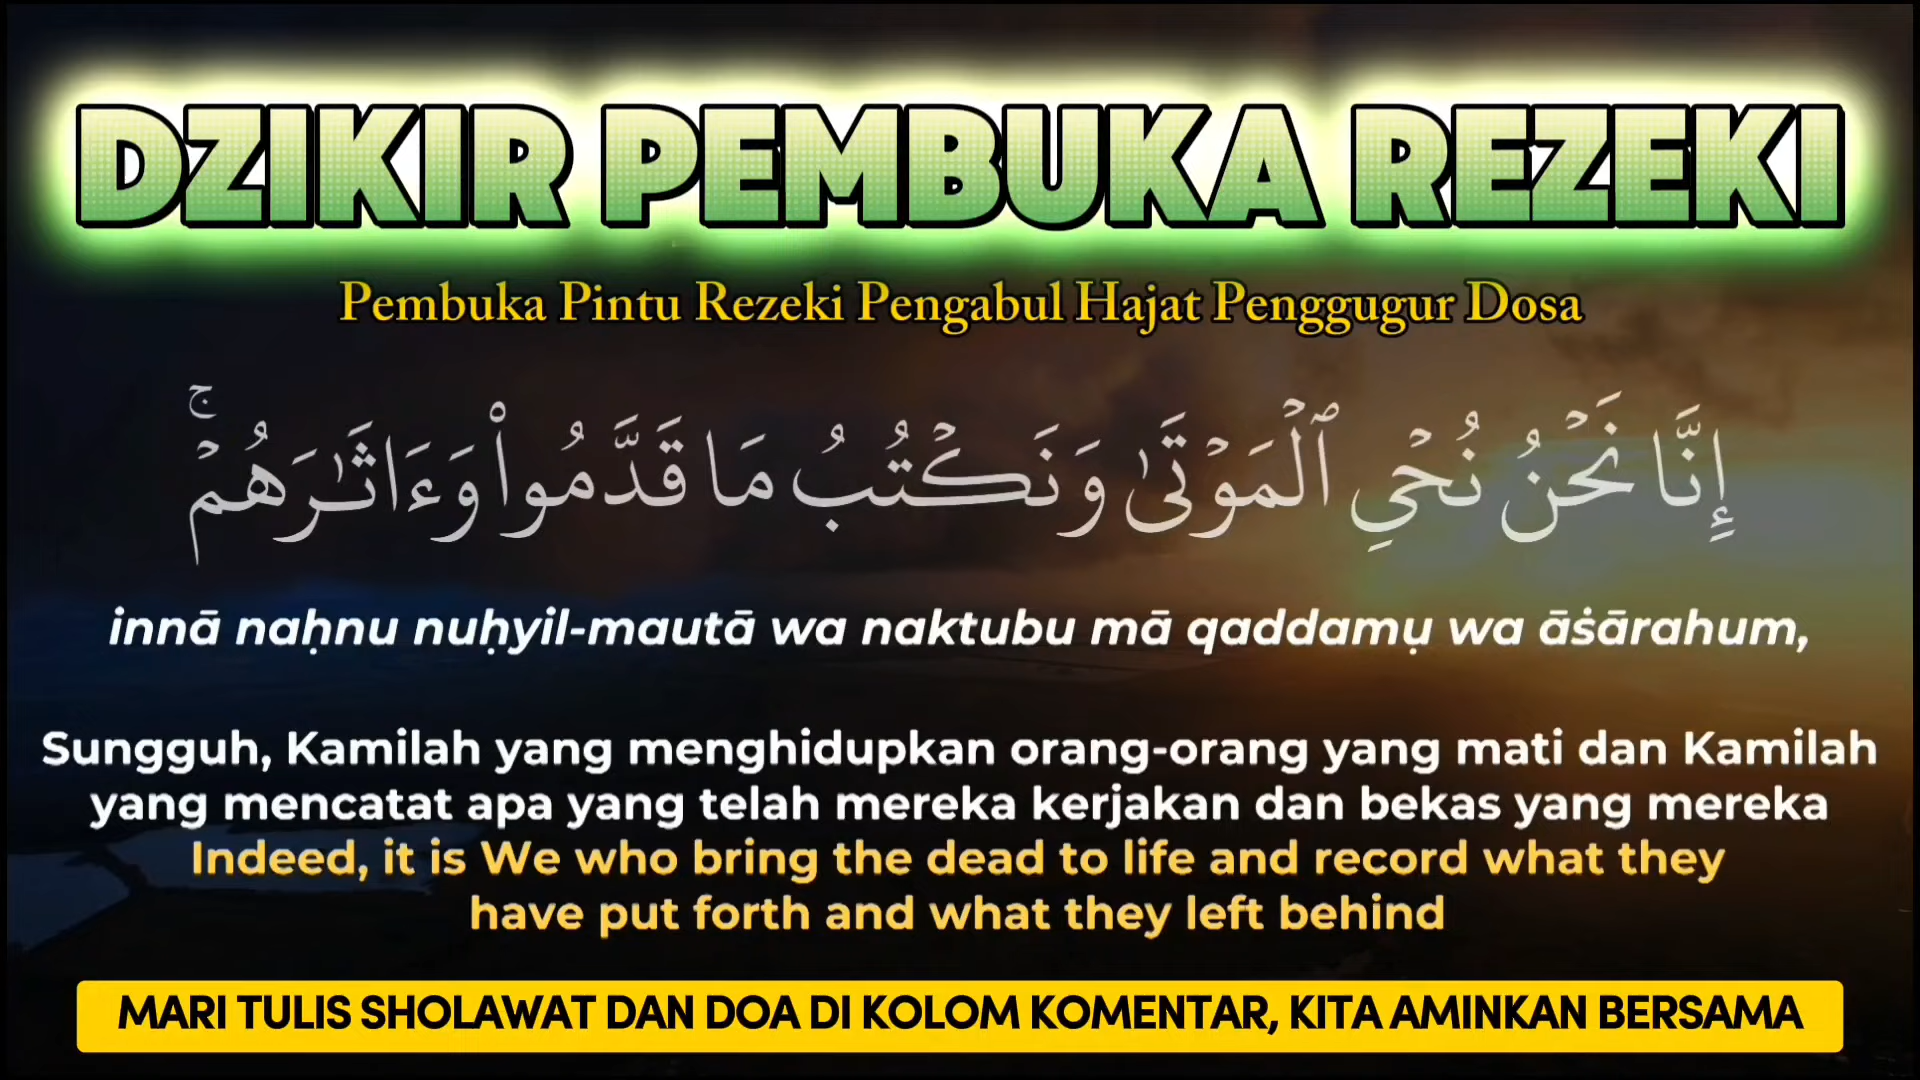 DZIKIR PEMBUKA REZEKI
Pembuka Pintu Rezeki Pengabul Hajat Penggugur Dosa
إِنَّا نَحۡنُ نُحۡيِ ٱلۡمَوۡتَىٰ وَنَكۡتُبُ مَا قَدَّمُواْ وَءَاثَٰرَهُمۡۚ
innā naḥnu nuḥyil-mautā wa naktubu mā qaddamụ wa āṡārahum,
Sungguh, Kamilah yang menghidupkan orang-orang yang mati dan Kamilah
yang mencatat apa yang telah mereka kerjakan dan bekas yang mereka
Indeed, it is We who bring the dead to life and record what they
have put forth and what they left behind
MARI TULIS SHOLAWAT DAN DOA DI KOLOM KOMENTAR, KITA AMINKAN BERSAMA